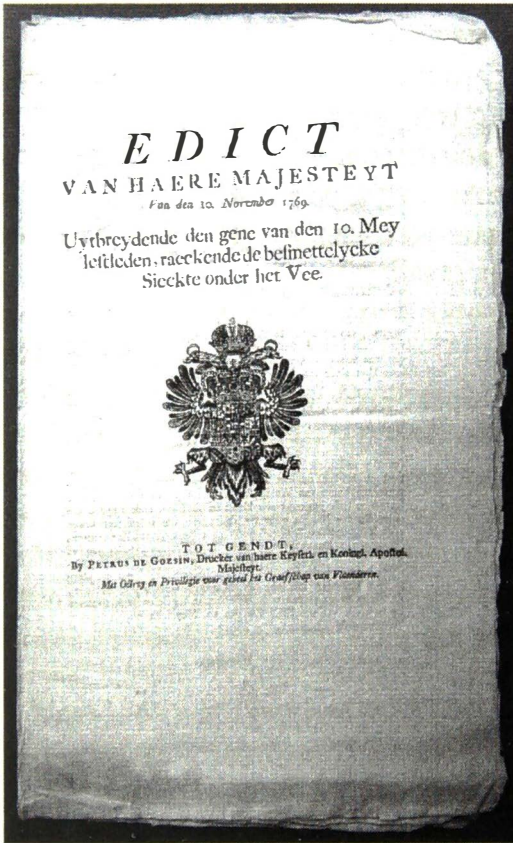 EDICT
VAN HAERE MAJESTEYT
Van den 10. November 1769.
Uytbreydende den gene van den 10. Mey
lestleden, raeckende de besmettelycke
Sieckte onder het Vee.
TOT GENDT,
By PETRUS DE GOESIN, Drucker van haere Keyserl. en Koningl. Apostol.
Majesteyt.
Met Octroy en Privilegie voor geheel het Graefschap van Vlaenderen.